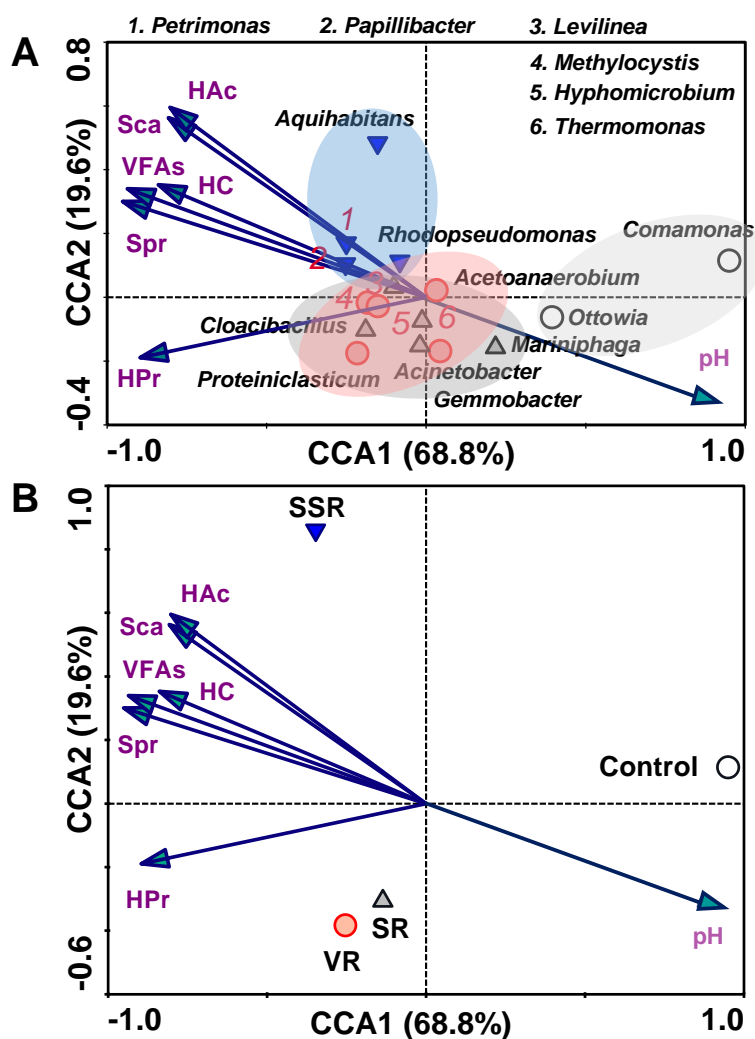 1. Petrimonas 2. Papillibacter 3. Levilinea
A
0.8
4. Methylocystis
HAc
5. Hyphomicrobium
Sca
Aquihabitans
6. Thermomonas
VFAs
HC
CCA2 (19.6%)
1
Rhodopseudomonas
Comamonas
Spr
2
3
Acetoanaerobium
4
Cloacibacillus
5
6
Ottowia
HPr
Mariniphaga
pH
Proteiniclasticum
Acinetobacter
Gemmobacter
-0.4
-1.0
CCA1 (68.8%)
1.0
B
1.0
SSR
HAc
Sca
VFAs
HC
CCA2 (19.6%)
Spr
Control
HPr
SR
pH
VR
-0.6
-1.0
CCA1 (68.8%)
1.0